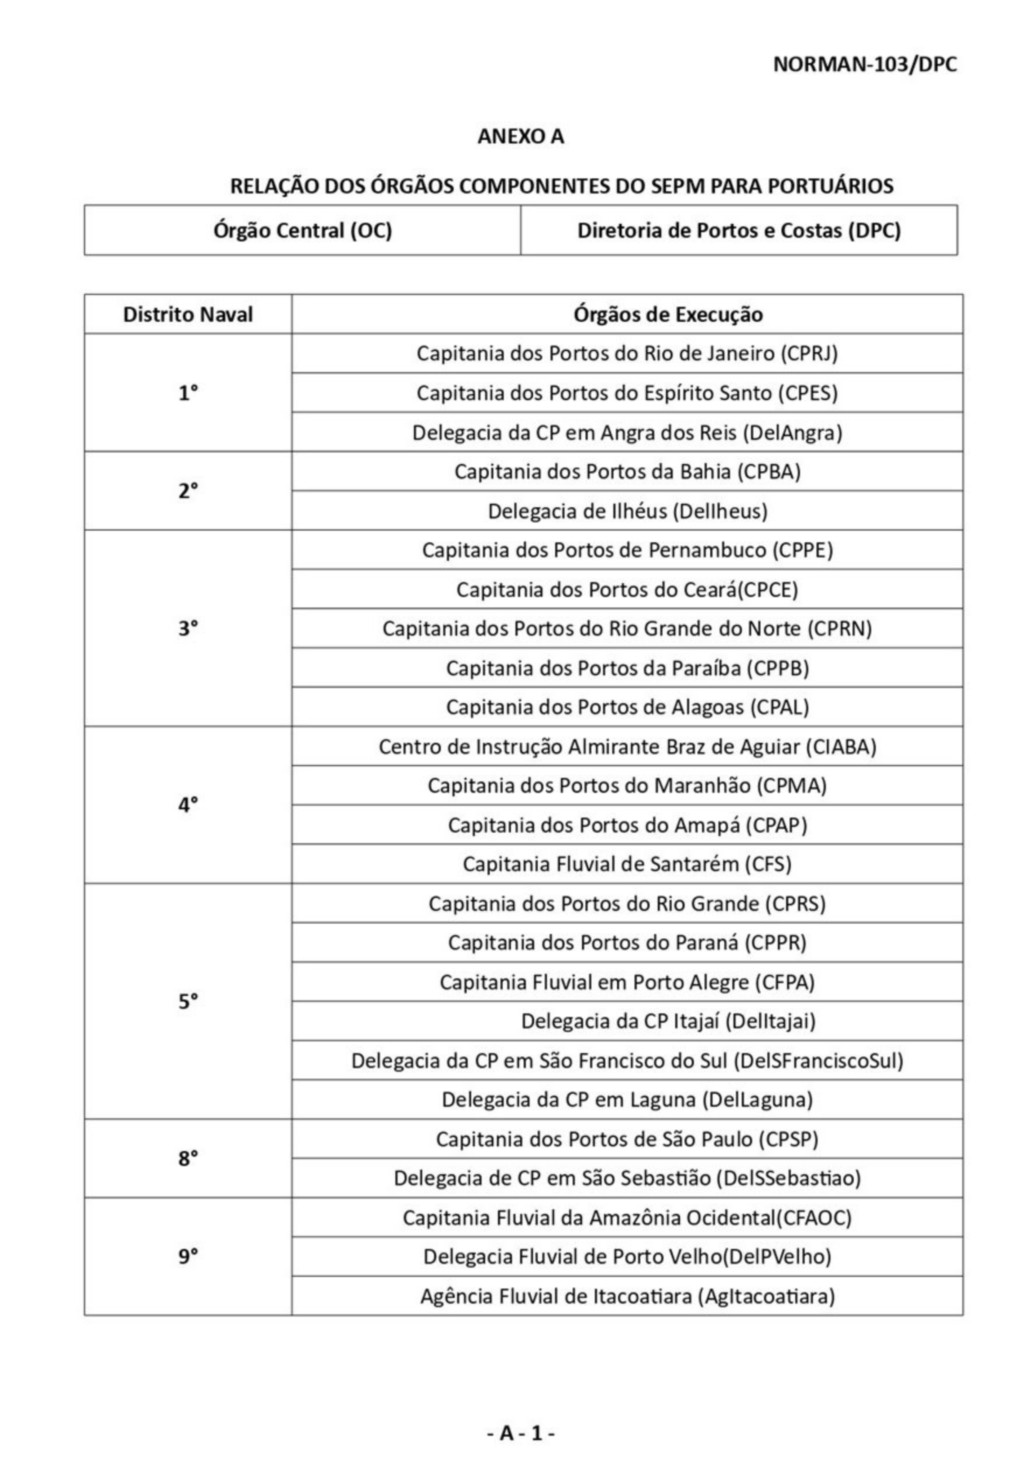 NORMAN-103/DPC
ANEXO A
RELAÇÃO DOS ÓRGÃOS COMPONENTES DO SEPM PARA PORTUÁRIOS
Órgão Central (OC) Diretoria de Portos e Costas (DPC)
Distrito Naval Órgãos de Execução
1°
Capitania dos Portos do Rio de Janeiro (CPRJ)
Capitania dos Portos do Espírito Santo (CPES)
Delegacia da CP em Angra dos Reis (DelAngra)
2°
Capitania dos Portos da Bahia (CPBA)
Delegacia de Ilhéus (DelIheus)
3°
Capitania dos Portos de Pernambuco (CPPE)
Capitania dos Portos do Ceará(CPCE)
Capitania dos Portos do Rio Grande do Norte (CPRN)
Capitania dos Portos da Paraíba (CPPB)
Capitania dos Portos de Alagoas (CPAL)
4°
Centro de Instrução Almirante Braz de Aguiar (CIABA)
Capitania dos Portos do Maranhão (CPMA)
Capitania dos Portos do Amapá (CPAP)
Capitania Fluvial de Santarém (CFS)
5°
Capitania dos Portos do Rio Grande (CPRS)
Capitania dos Portos do Paraná (CPPR)
Capitania Fluvial em Porto Alegre (CFPA)
Delegacia da CP Itajaí (DelItajai)
Delegacia da CP em São Francisco do Sul (DelSFranciscoSul)
Delegacia da CP em Laguna (DelLaguna)
8°
Capitania dos Portos de São Paulo (CPSP)
Delegacia de CP em São Sebastião (DelSSebastiao)
9°
Capitania Fluvial da Amazônia Ocidental(CFAOC)
Delegacia Fluvial de Porto Velho(DelPVelho)
Agência Fluvial de Itacoatiara (AgItacoatiara)
- A - 1 -